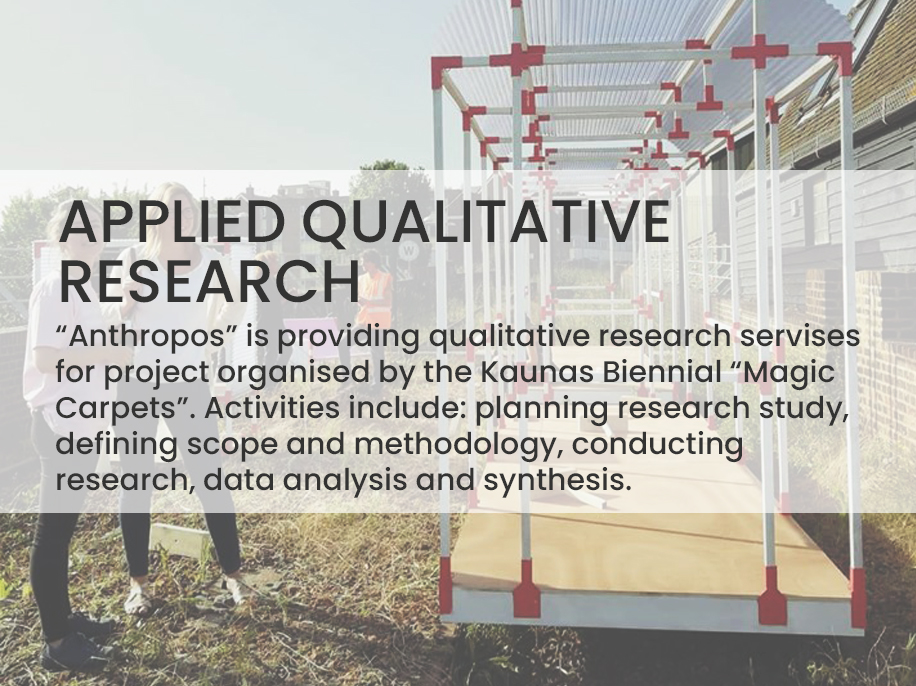 APPLIED QUALITATIVE
RESEARCH
“Anthropos” is providing qualitative research servises
for project organised by the Kaunas Biennial “Magic
Carpets”. Activities include: planning research study,
defining scope and methodology, conducting
research, data analysis and synthesis.